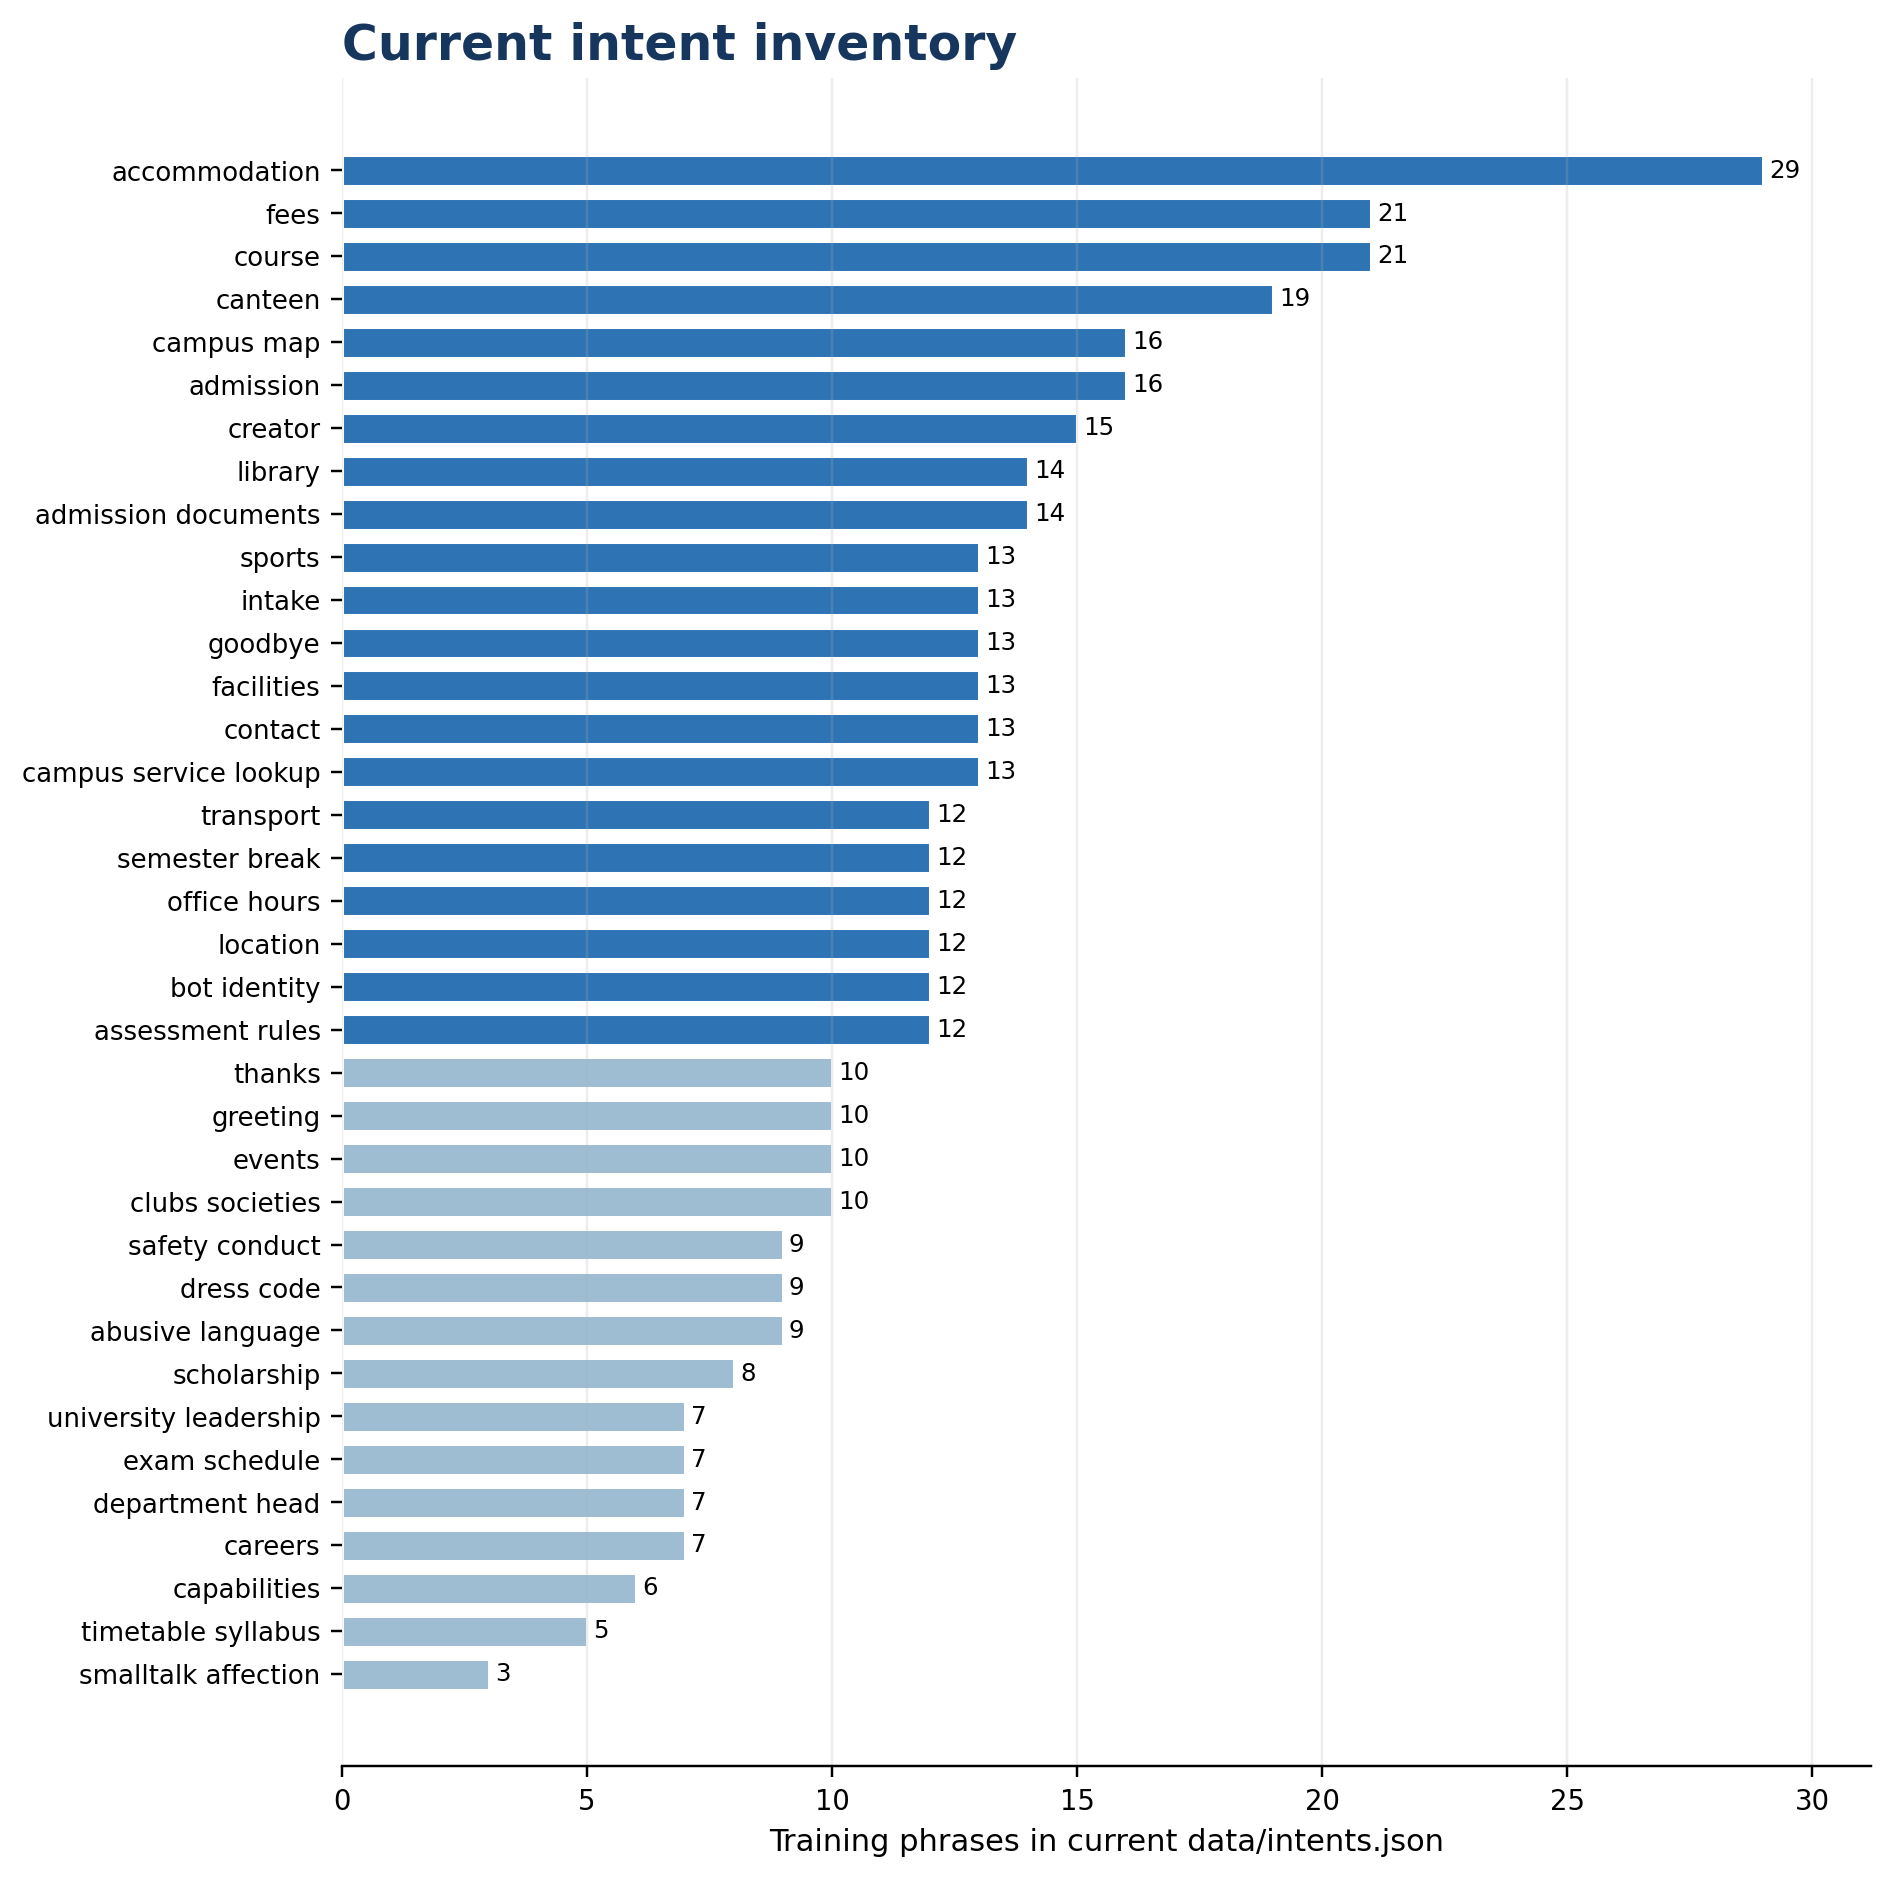 Current intent inventory
accommodation 29
fees 21
course 21
canteen 19
campus map 16
admission 16
creator 15
library 14
admission documents 14
sports 13
intake 13
goodbye 13
facilities 13
contact 13
campus service lookup 13
transport 12
semester break 12
office hours 12
location 12
bot identity 12
assessment rules 12
thanks 10
greeting 10
events 10
clubs societies 10
safety conduct 9
dress code 9
abusive language 9
scholarship 8
university leadership 7
exam schedule 7
department head 7
careers 7
capabilities 6
timetable syllabus 5
smalltalk affection 3
0 5 10 15 20 25 30
Training phrases in current data/intents.json